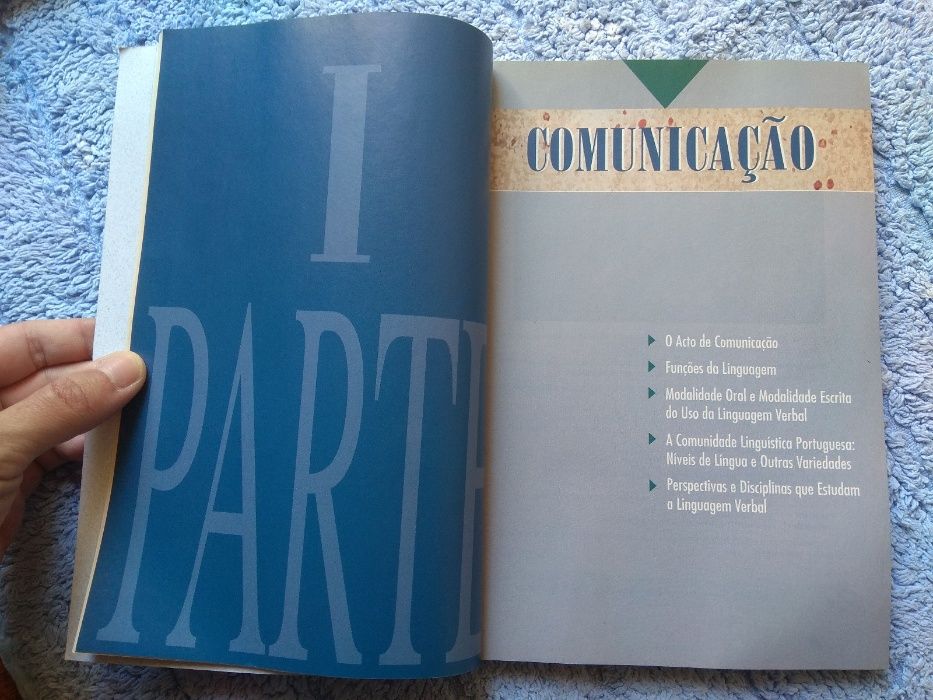 I
PARTE
COMUNICAÇÃO
O Acto de Comunicação
Funções da Linguagem
Modalidade Oral e Modalidade Escrita
do Uso da Linguagem Verbal
A Comunidade Linguística Portuguesa:
Níveis de Língua e Outras Variedades
Perspectivas e Disciplinas que Estudam
a Linguagem Verbal